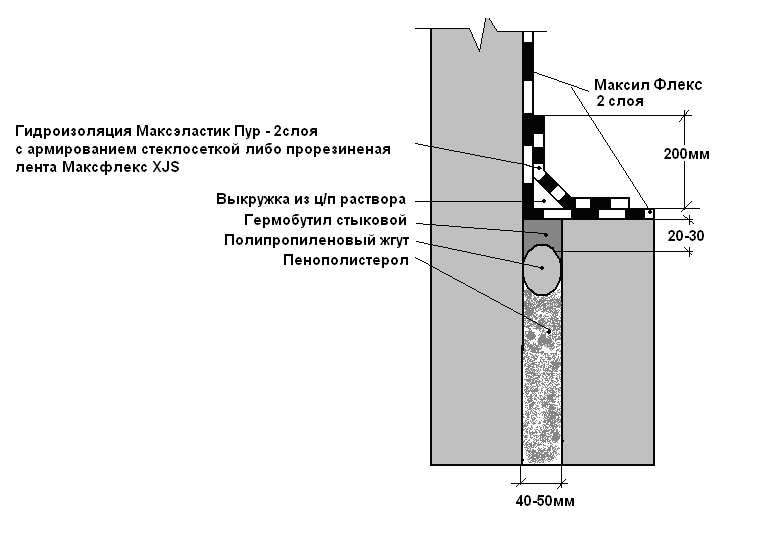 Максил Флекс
2 слоя
Гидроизоляция Максэластик Пур - 2слоя
с армированием стеклосеткой либо прорезиненая
лента Максфлекс XJS
200мм
Выкружка из ц/п раствора
Гермобутил стыковой
Полипропиленовый жгут
Пенополистерол
20-30
40-50мм